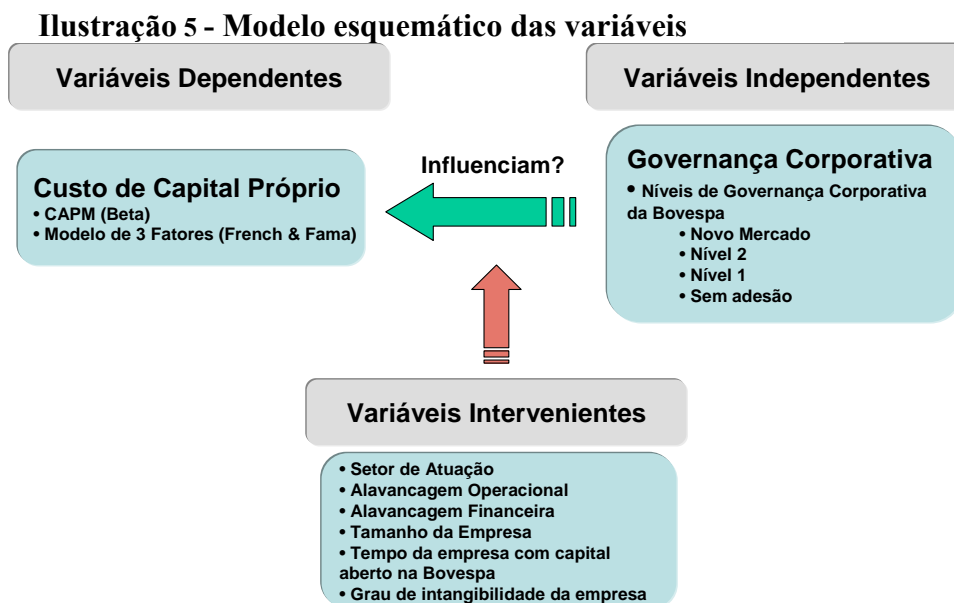 Ilustração 5 - Modelo esquemático das variáveis
Variáveis Dependentes
Variáveis Independentes
Custo de Capital Próprio
• CAPM (Beta)
• Modelo de 3 Fatores (French & Fama)
Influenciam?
Governança Corporativa
• Níveis de Governança Corporativa
da Bovespa
• Novo Mercado
• Nível 2
• Nível 1
• Sem adesão
Variáveis Intervenientes
• Setor de Atuação
• Alavancagem Operacional
• Alavancagem Financeira
• Tamanho da Empresa
• Tempo da empresa com capital
aberto na Bovespa
• Grau de intangibilidade da empresa